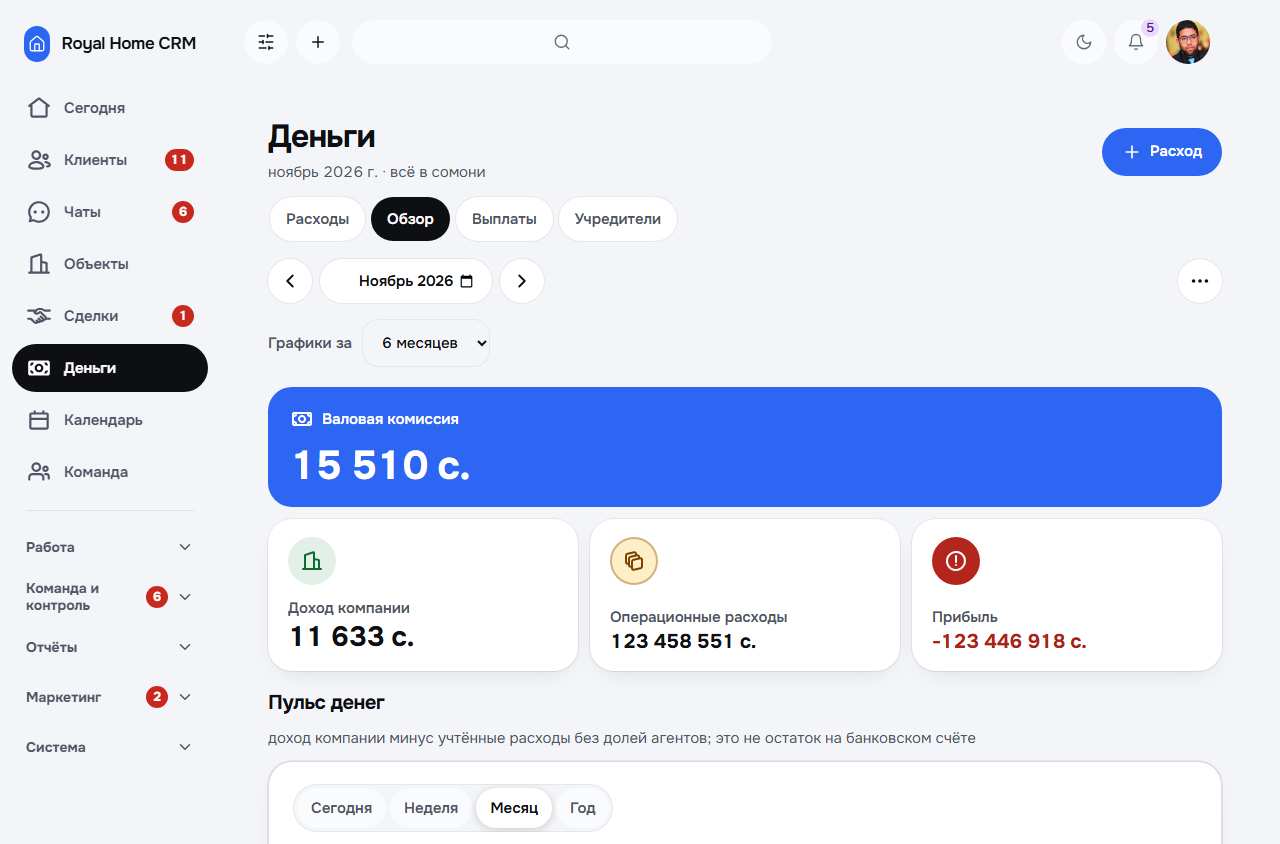 Royal Home CRM
5
Сегодня
Клиенты 11
Чаты 6
Объекты
Сделки 1
Деньги
Календарь
Команда
Работа
Команда и
контроль 6
Отчёты
Маркетинг 2
Система
Деньги
ноябрь 2026 г. · всё в сомони
+ Расход
Расходы Обзор Выплаты Учредители
Ноябрь 2026
Графики за 6 месяцев
Валовая комиссия
15 510 с.
Доход компании
11 633 с.
Операционные расходы
123 458 551 с.
Прибыль
-123 446 918 с.
Пульс денег
доход компании минус учтённые расходы без долей агентов; это не остаток на банковском счёте
Сегодня Неделя Месяц Год